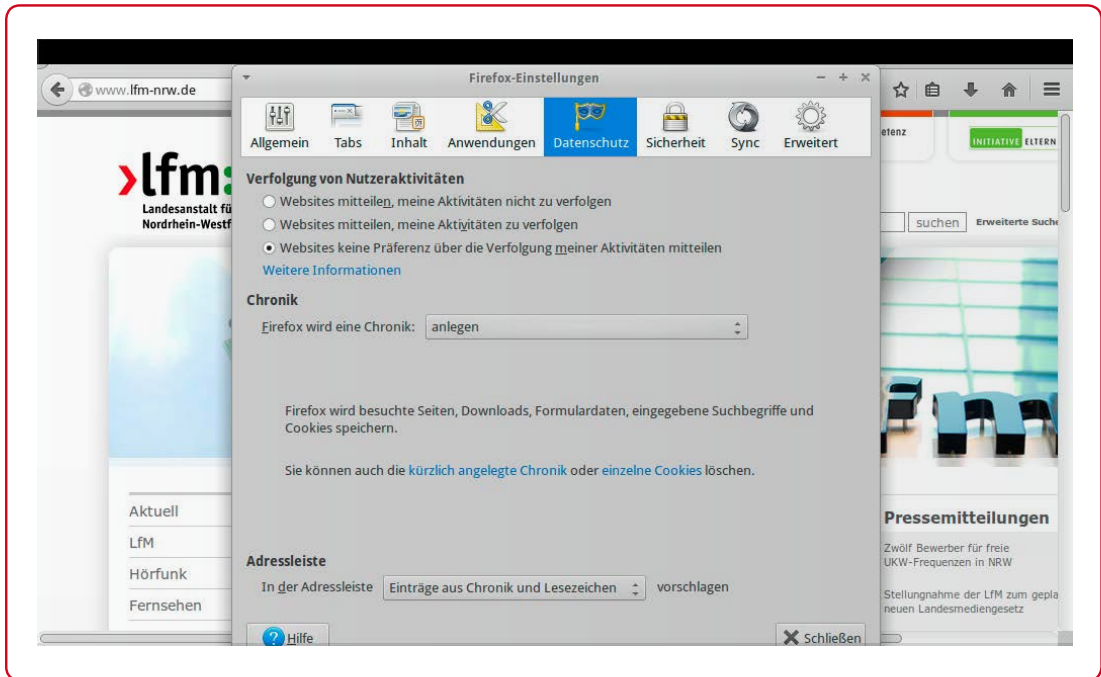 Firefox-Einstellungen
www.lfm-nrw.de
Allgemein Tabs Inhalt Anwendungen Datenschutz Sicherheit Sync Erweitert
etenz
INITIATIVE ELTERN
lfm:
Landesanstalt fü
Nordrhein-Westf
suchen Erweiterte Suche
Verfolgung von Nutzeraktivitäten
Websites mitteilen, meine Aktivitäten nicht zu verfolgen
Websites mitteilen, meine Aktivitäten zu verfolgen
Websites keine Präferenz über die Verfolgung meiner Aktivitäten mitteilen
Weitere Informationen
Chronik
Firefox wird eine Chronik: anlegen
Firefox wird besuchte Seiten, Downloads, Formulardaten, eingegebene Suchbegriffe und
Cookies speichern.
Sie können auch die kürzlich angelegte Chronik oder einzelne Cookies löschen.
Adressleiste
In der Adressleiste Einträge aus Chronik und Lesezeichen vorschlagen
Hilfe
Schließen
Aktuell
LfM
Hörfunk
Fernsehen
fm
Pressemitteilungen
Zwölf Bewerber für freie
UKW-Frequenzen in NRW
Stellungnahme der LfM zum gepla
neuen Landesmediengesetz